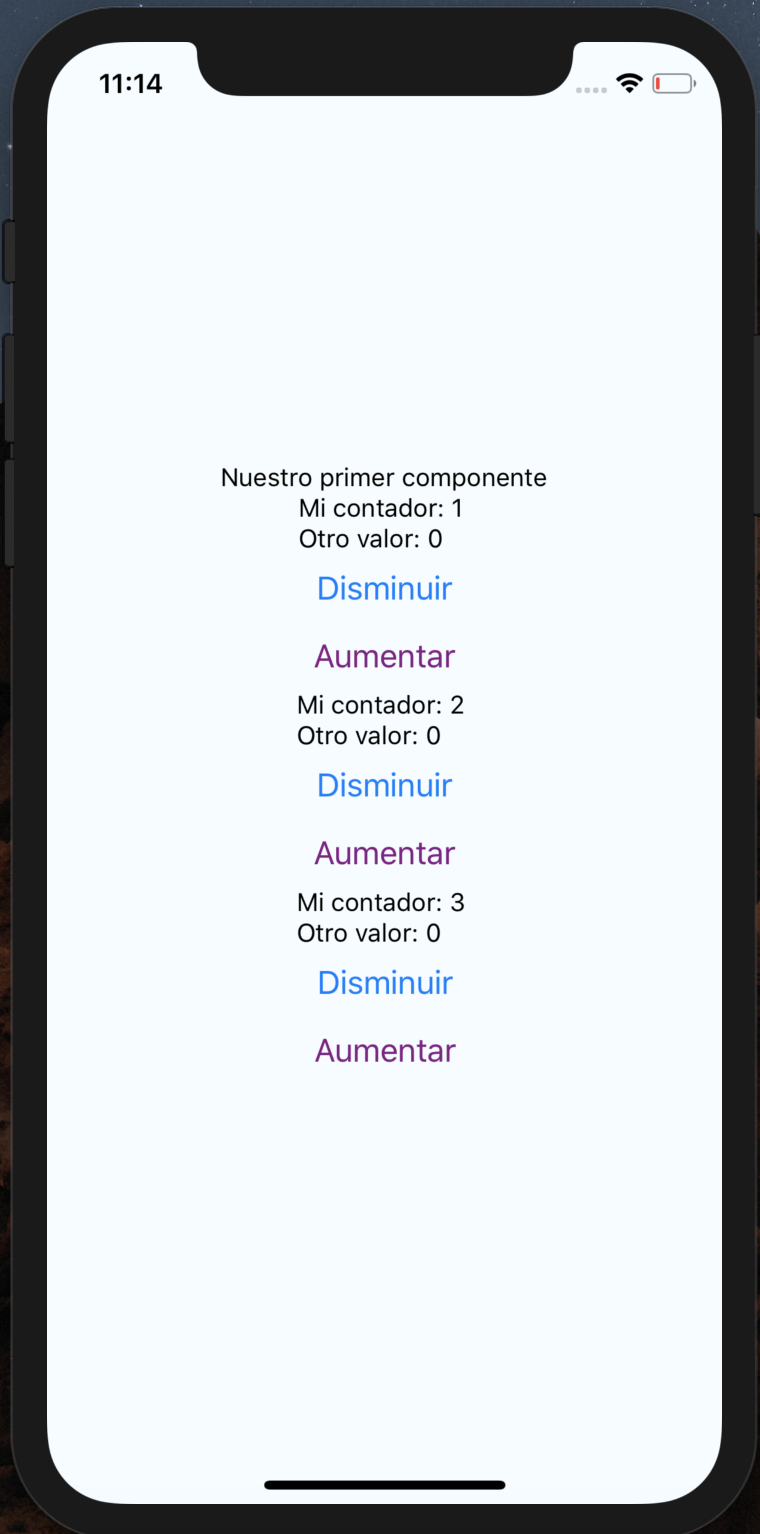 11:14
Nuestro primer componente
Mi contador: 1
Otro valor: 0
Disminuir
Aumentar
Mi contador: 2
Otro valor: 0
Disminuir
Aumentar
Mi contador: 3
Otro valor: 0
Disminuir
Aumentar